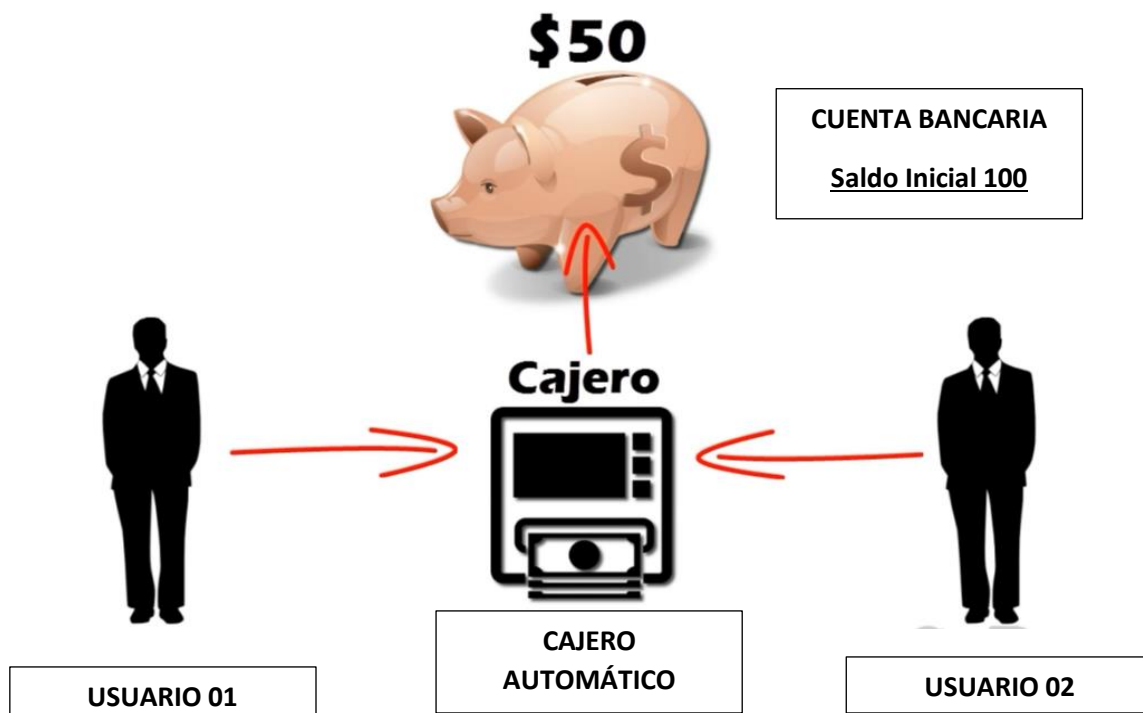 $50
CUENTA BANCARIA
Saldo Inicial 100
$
Cajero
CAJERO
AUTOMÁTICO
USUARIO 01
USUARIO 02